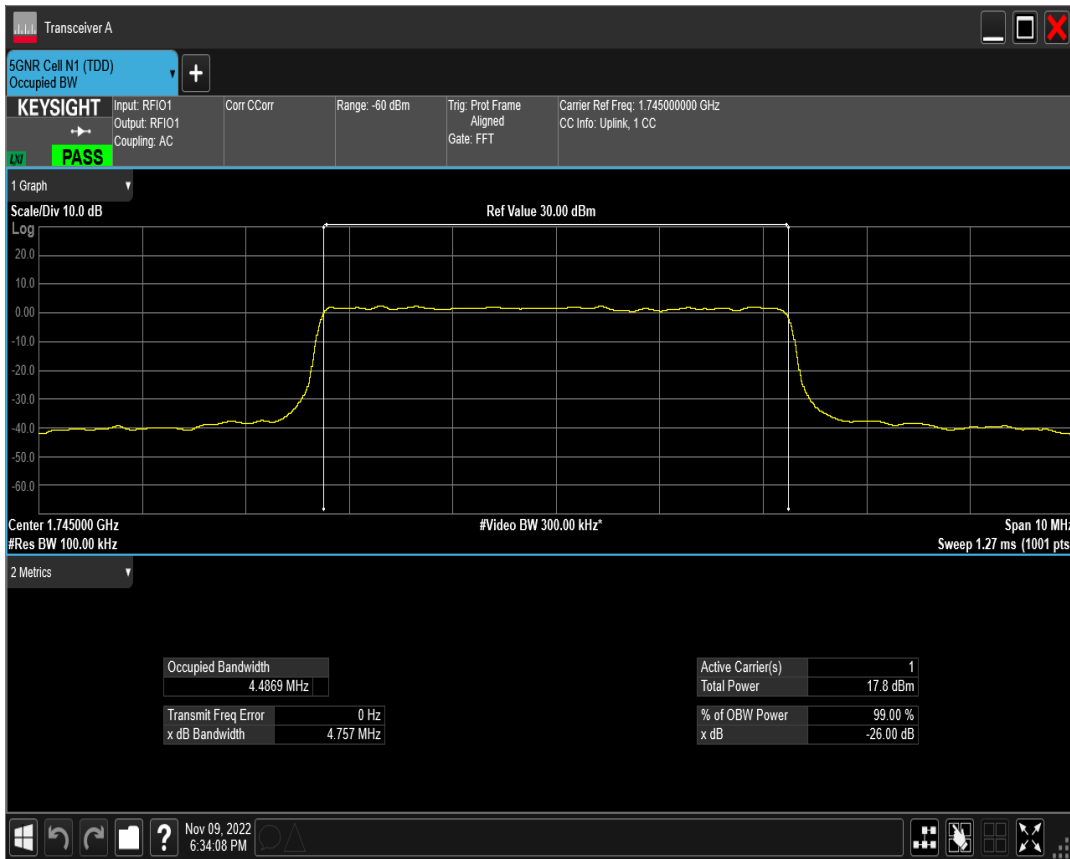 Transceiver A
5GNR Cell N1 (TDD)
Occupied BW
+
KEYSIGHT
LXI
PASS
Input: RFIO1
Output: RFIO1
Coupling: AC
Corr CCorr
Range: -60 dBm
Trig: Prot Frame
Aligned
Gate: FFT
Carrier Ref Freq: 1.745000000 GHz
CC Info: Uplink, 1 CC
1 Graph
Scale/Div 10.0 dB
Ref Value 30.00 dBm
Log
20.0
10.0
0.00
-10.0
-20.0
-30.0
-40.0
-50.0
-60.0
Center 1.745000 GHz
#Video BW 300.00 kHz*
Span 10 MHz
#Res BW 100.00 kHz
Sweep 1.27 ms (1001 pts
2 Metrics
Occupied Bandwidth
4.4869 MHz
Transmit Freq Error 0 Hz
x dB Bandwidth 4.757 MHz
Active Carrier(s) 1
Total Power 17.8 dBm
% of OBW Power 99.00 %
x dB -26.00 dB
?
Nov 09, 2022
6:34:08 PM